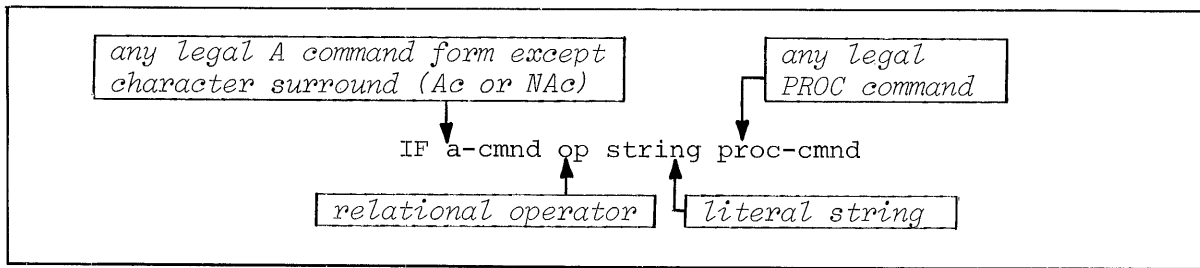 any legal A command form except
character surround (Ac or NAc)
any legal
PROC command
IF a-cmnd op string proc-cmnd
relational operator
literal string